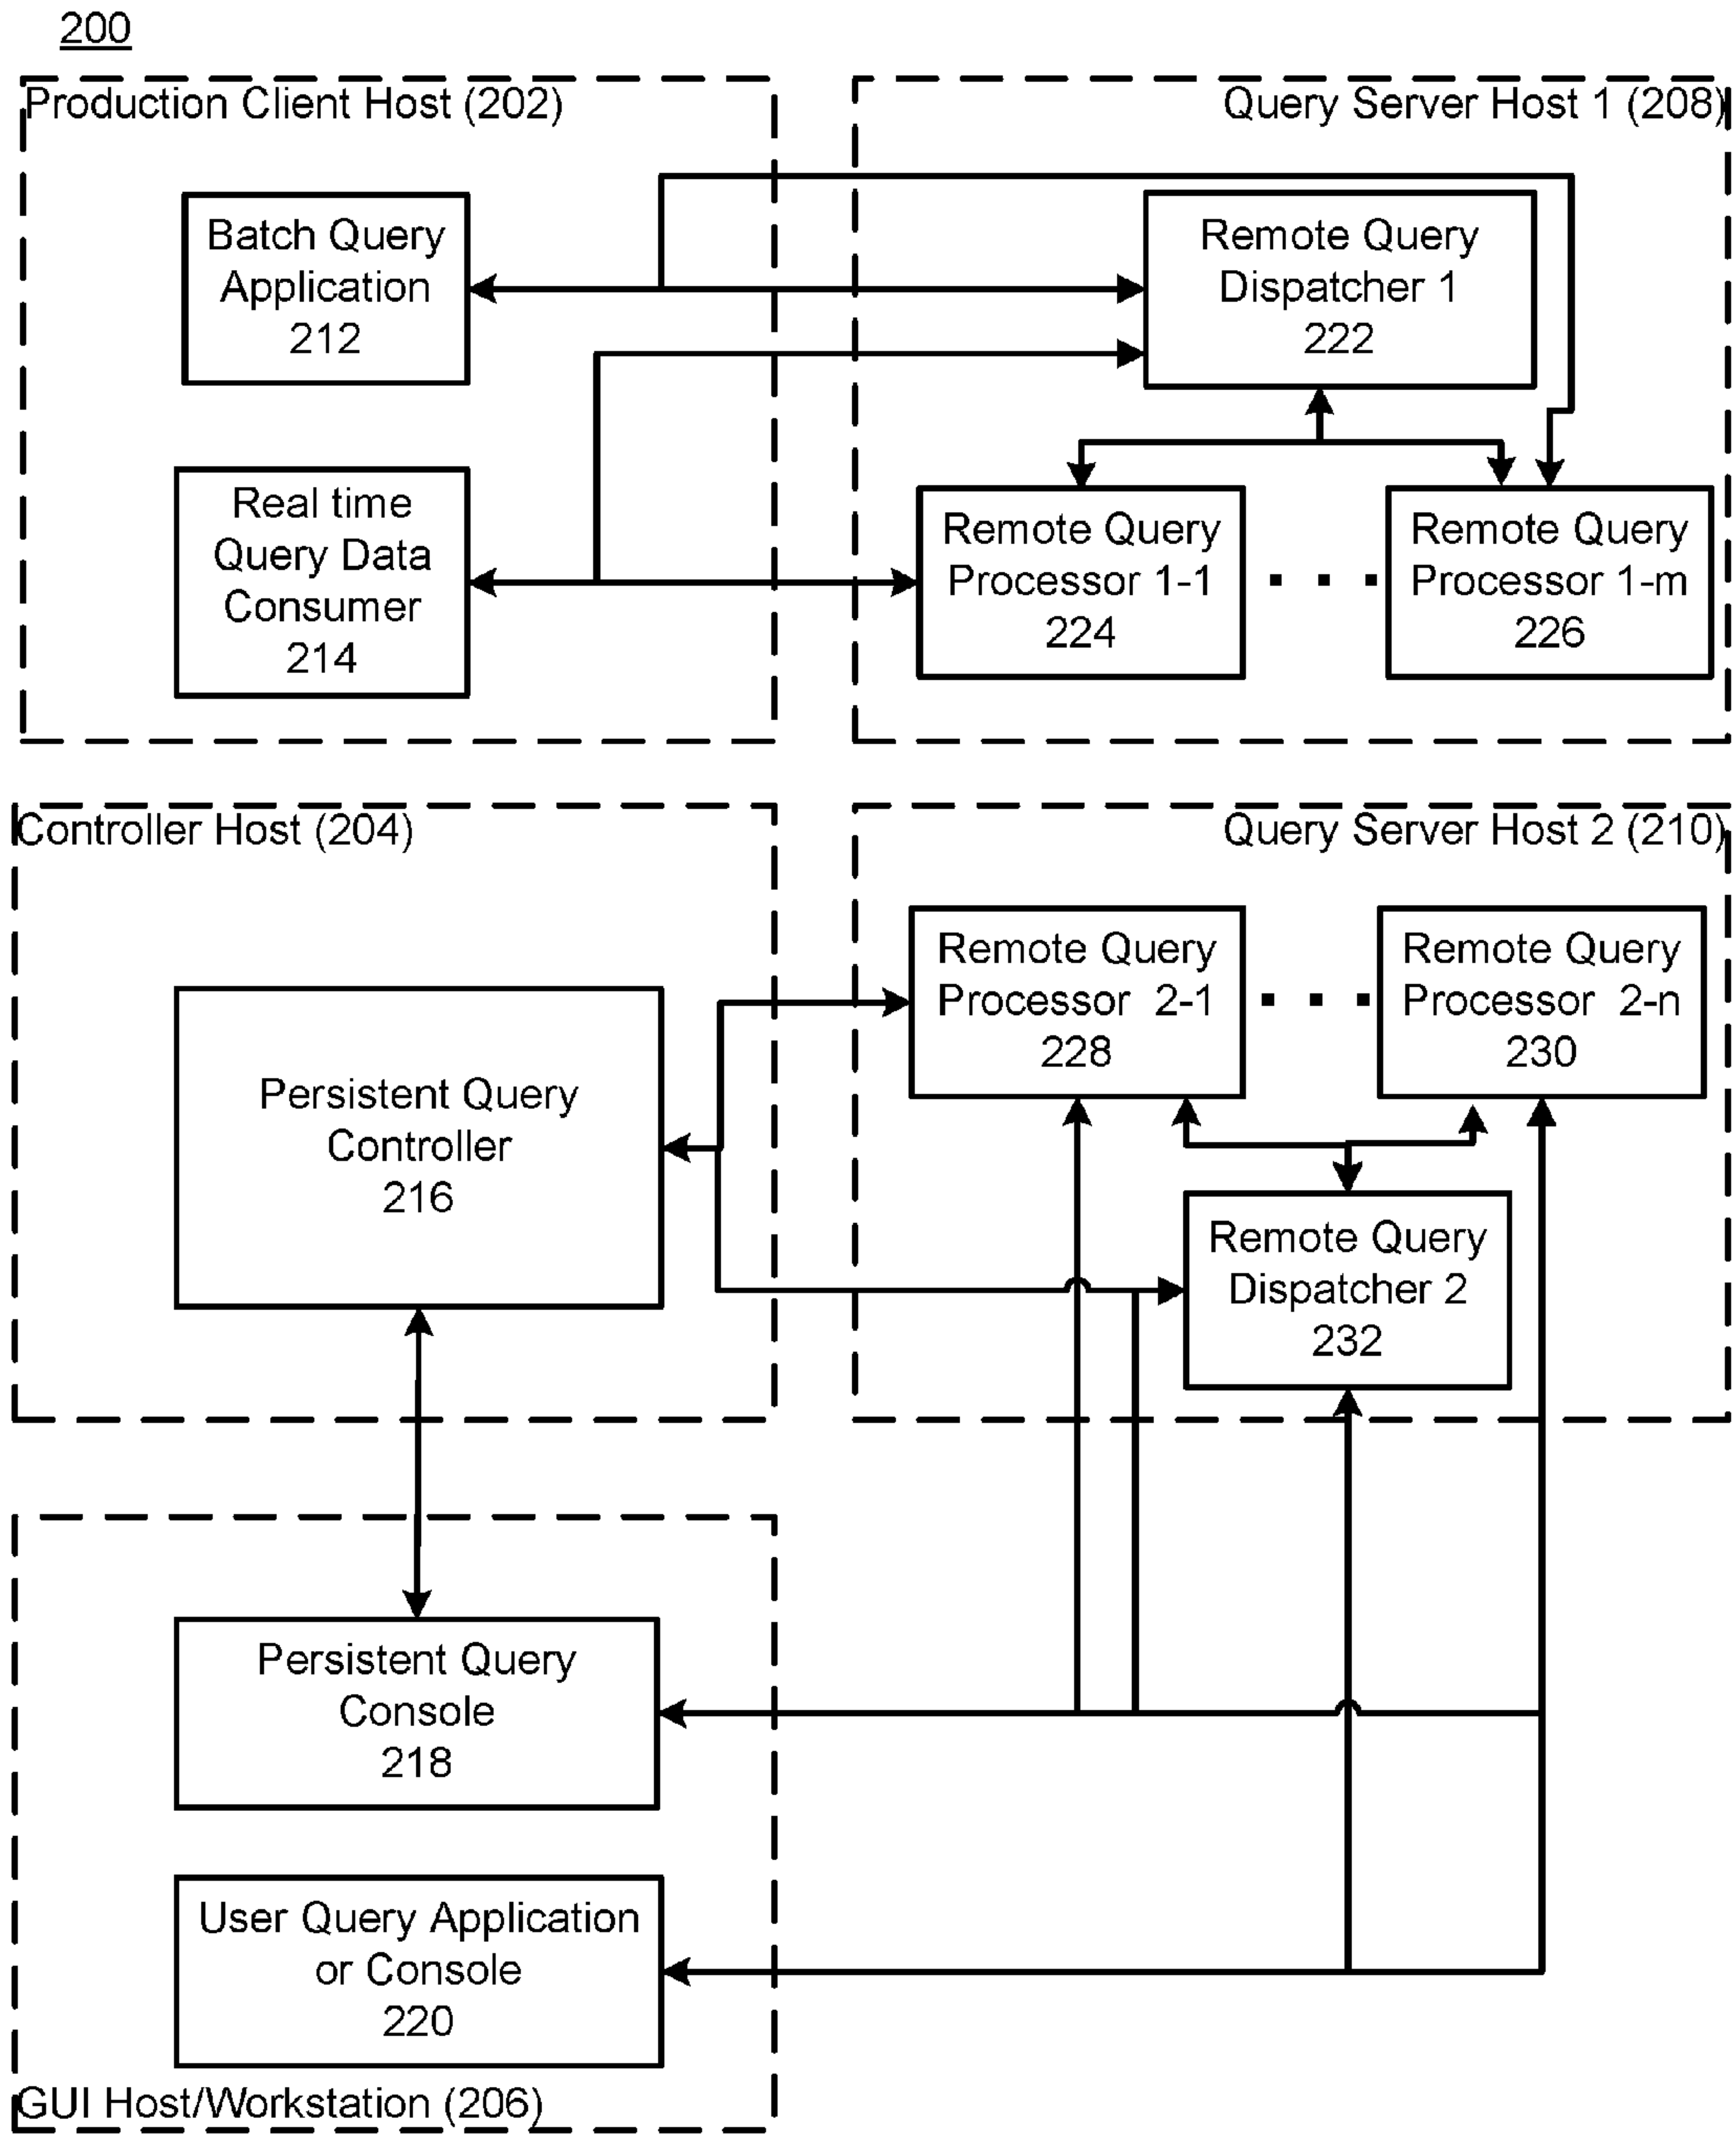 200
Production Client Host (202)
Query Server Host 1 (208)
Batch Query
Application
212
Remote Query
Dispatcher 1
222
Real time
Query Data
Consumer
214
Remote Query
Processor 1-1
224
Remote Query
Processor 1-m
226
Controller Host (204)
Query Server Host 2 (210)
Remote Query
Processor 2-1
228
Remote Query
Processor 2-n
230
Persistent Query
Controller
216
Remote Query
Dispatcher 2
232
Persistent Query
Console
218
User Query Application
or Console
220
GUI Host/Workstation (206)